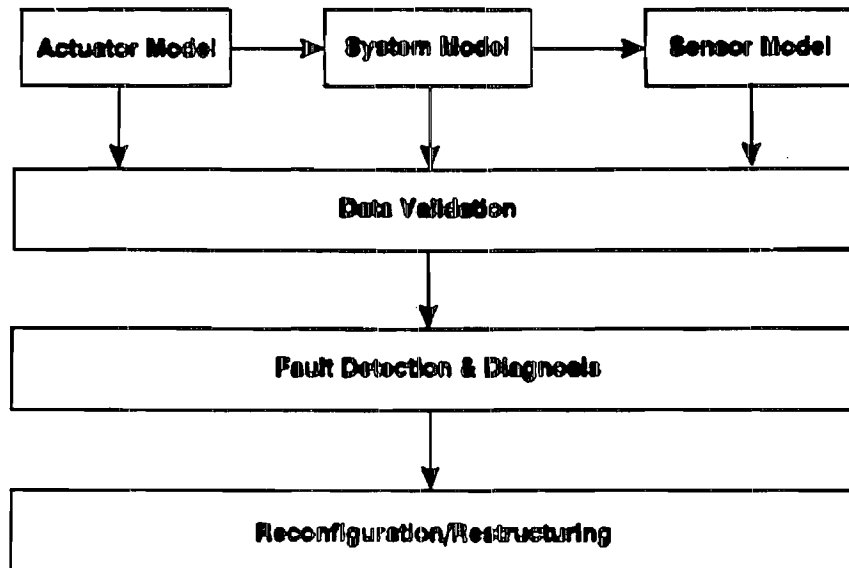 Actuator Model
System Model
Sensor Model
Data Validation
Fault Detection & Diagnosis
Reconfiguration/Restructuring